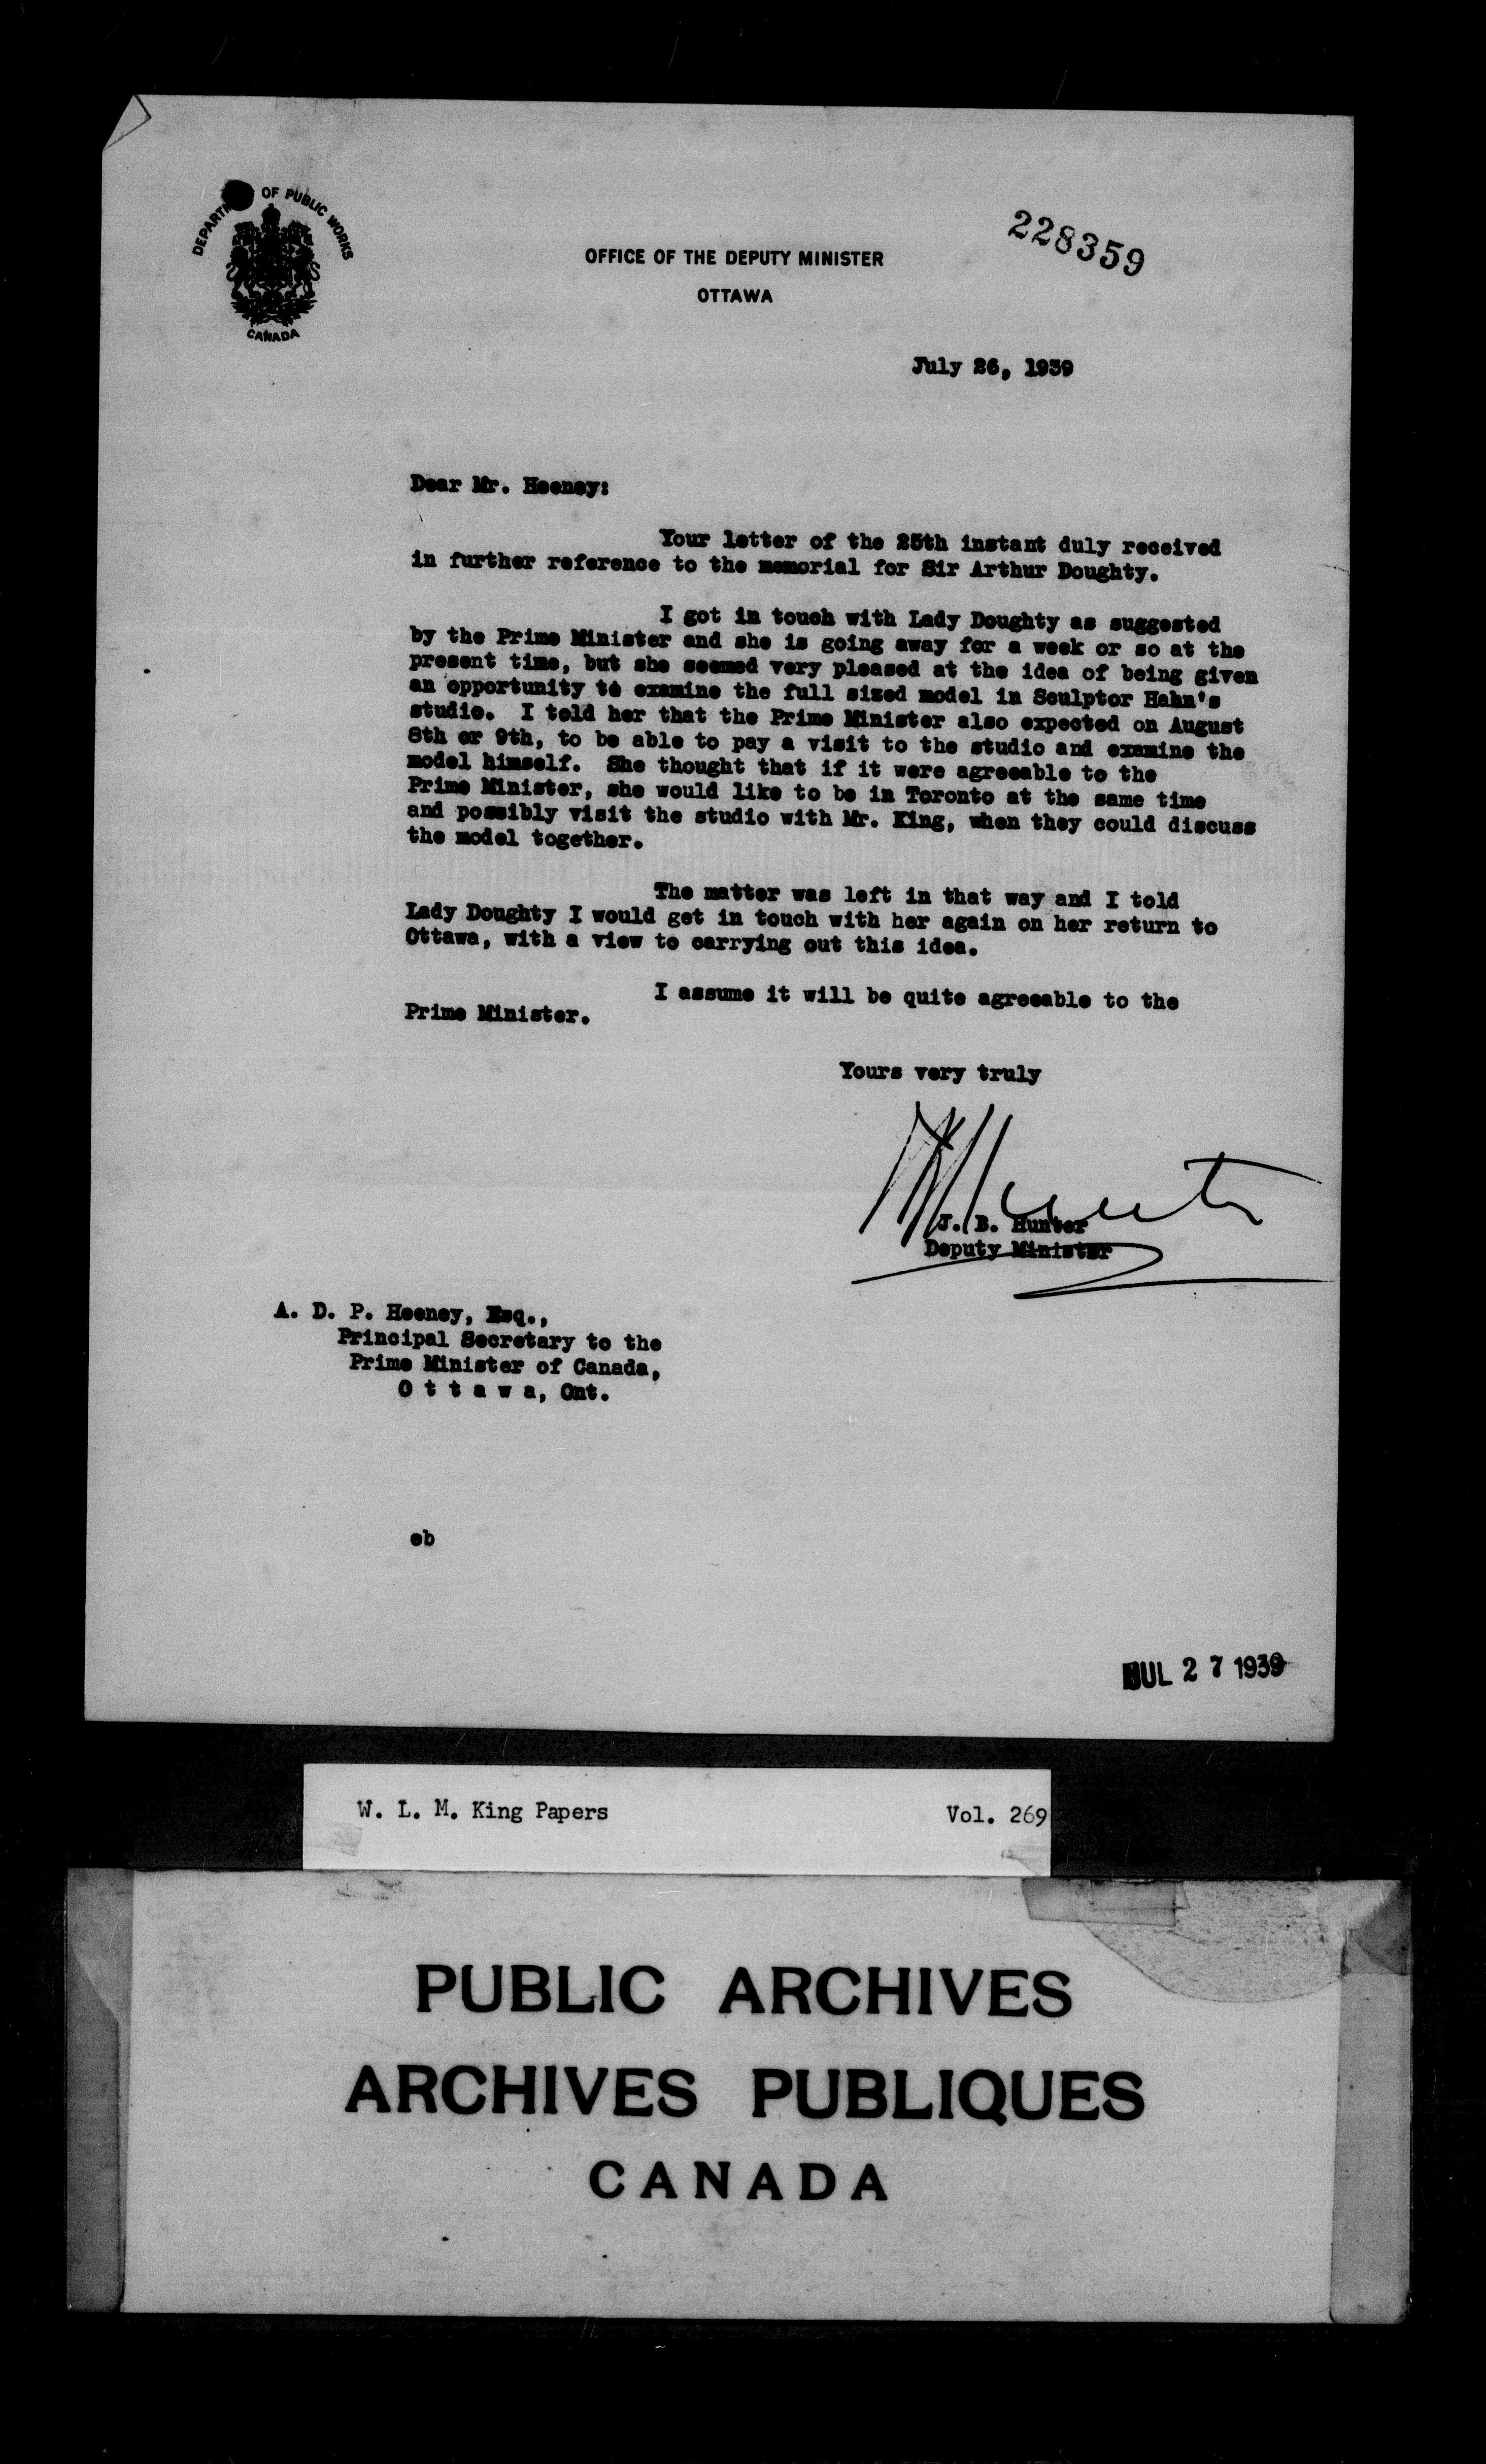 DEPARTM OF PUBLIC WORKS
CANADA
228359
OFFICE OF THE DEPUTY MINISTER
OTTAWA
July 26, 1939
Dear Mr. Heeney:
Your letter of the 25th instant duly received
in further reference to the memorial for Sir Arthur Doughty.
I got in touch with Lady Doughty as suggested
by the Prime Minister and she is going away for a week or so at the
present time, but she seemed very pleased at the idea of being given
an opportunity to examine the full sized model in Sculptor Hahn's
studio. I told her that the Prime Minister also expected on August
8th or 9th, to be able to pay a visit to the studio and examine the
model himself. She thought that if it were agreeable to the
Prime Minister, she would like to be in Toronto at the same time
and possibly visit the studio with Mr. King, when they could discuss
the model together.
The matter was left in that way and I told
Lady Doughty I would get in touch with her again on her return to
Ottawa, with a view to carrying out this idea.
I assume it will be quite agreeable to the
Prime Minister.
Yours very truly
J. B. Hunter
Deputy Minister
A. D. P. Heeney, Esq.,
Principal Secretary to the
Prime Minister of Canada,
O t t a w a, Ont.
eb
JUL 27 1939
W. L. M. King Papers Vol. 269
PUBLIC ARCHIVES
ARCHIVES PUBLIQUES
CANADA